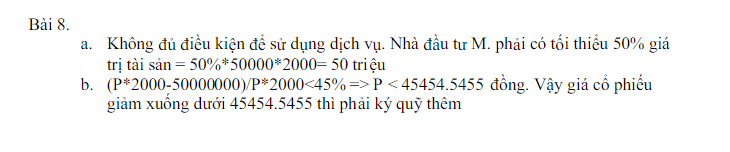 Bài 8.
a. Không đủ điều kiện để sử dụng dịch vụ. Nhà đầu tư M. phải có tối thiểu 50% giá
trị tài sản = 50%*50000*2000= 50 triệu
b. (P*2000-50000000)/P*2000<45% => P < 45454.5455 đồng. Vậy giá cổ phiếu
giảm xuống dưới 45454.5455 thì phải ký quỹ thêm